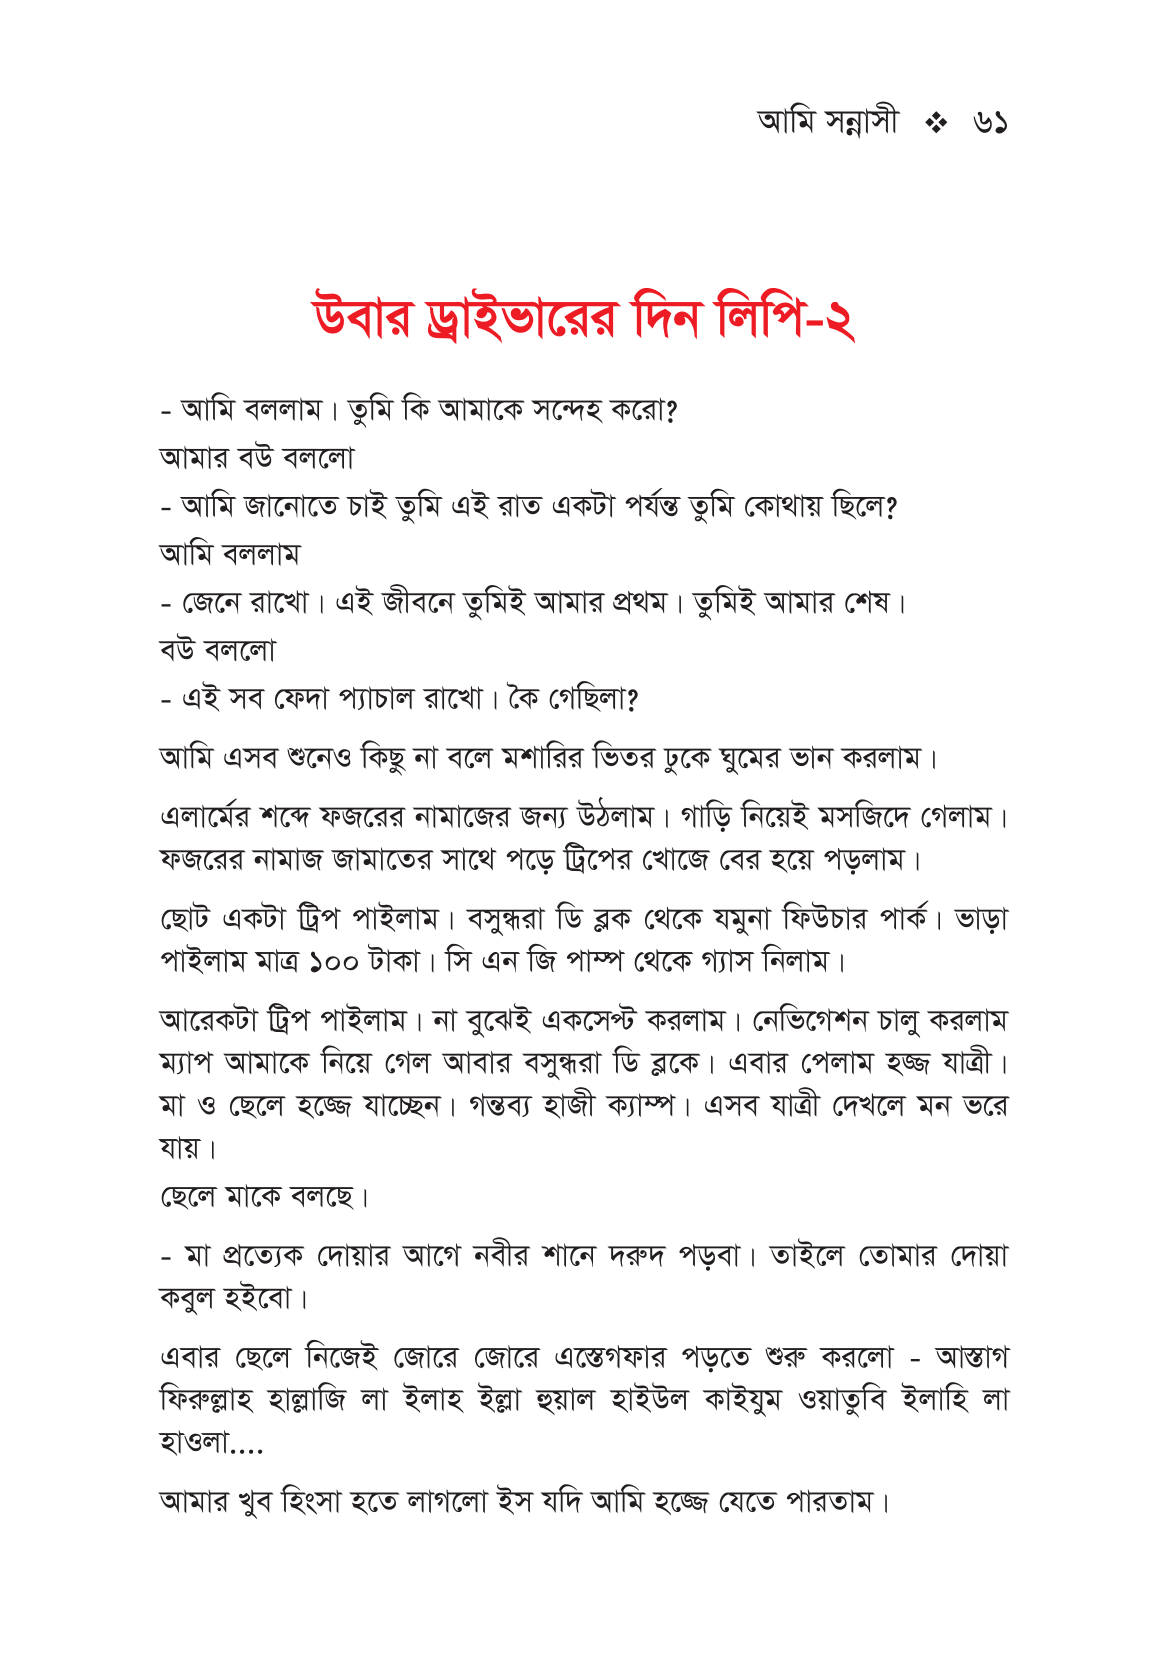 আমি সন্নাসী ❖ ৬১
উবার ড্রাইভারের দিন লিপি-২
- আমি বললাম। তুমি কি আমাকে সন্দেহ করো?
আমার বউ বললো
- আমি জানোতে চাই তুমি এই রাত একটা পর্যন্ত তুমি কোথায় ছিলে?
আমি বললাম
- জেনে রাখো। এই জীবনে তুমিই আমার প্রথম। তুমিই আমার শেষ।
বউ বললো
- এই সব ফেদা প্যাচাল রাখো। কৈ গেছিলা?
আমি এসব শুনেও কিছু না বলে মশারির ভিতর ঢুকে ঘুমের ভান করলাম।
এলার্মের শব্দে ফজরের নামাজের জন্য উঠলাম। গাড়ি নিয়েই মসজিদে গেলাম।
ফজরের নামাজ জামাতের সাথে পড়ে ট্রিপের খোজে বের হয়ে পড়লাম।
ছোট একটা ট্রিপ পাইলাম। বসুন্ধরা ডি ব্লক থেকে যমুনা ফিউচার পার্ক। ভাড়া
পাইলাম মাত্র ১০০ টাকা। সি এন জি পাম্প থেকে গ্যাস নিলাম।
আরেকটা ট্রিপ পাইলাম। না বুঝেই একসেপ্ট করলাম। নেভিগেশন চালু করলাম
ম্যাপ আমাকে নিয়ে গেল আবার বসুন্ধরা ডি ব্লকে। এবার পেলাম হজ্জ যাত্রী।
মা ও ছেলে হজ্জে যাচ্ছেন। গন্তব্য হাজী ক্যাম্প। এসব যাত্রী দেখলে মন ভরে
যায়।
ছেলে মাকে বলছে।
- মা প্রত্যেক দোয়ার আগে নবীর শানে দরুদ পড়বা। তাইলে তোমার দোয়া
কবুল হইবো।
এবার ছেলে নিজেই জোরে জোরে এস্তেগফার পড়তে শুরু করলো - আস্তাগ
ফিরুল্লাহ হাল্লাজি লা ইলাহ ইল্লা হুয়াল হাইউল কাইযুম ওয়াতুবি ইলাহি লা
হাওলা....
আমার খুব হিংসা হতে লাগলো ইস যদি আমি হজ্জে যেতে পারতাম।